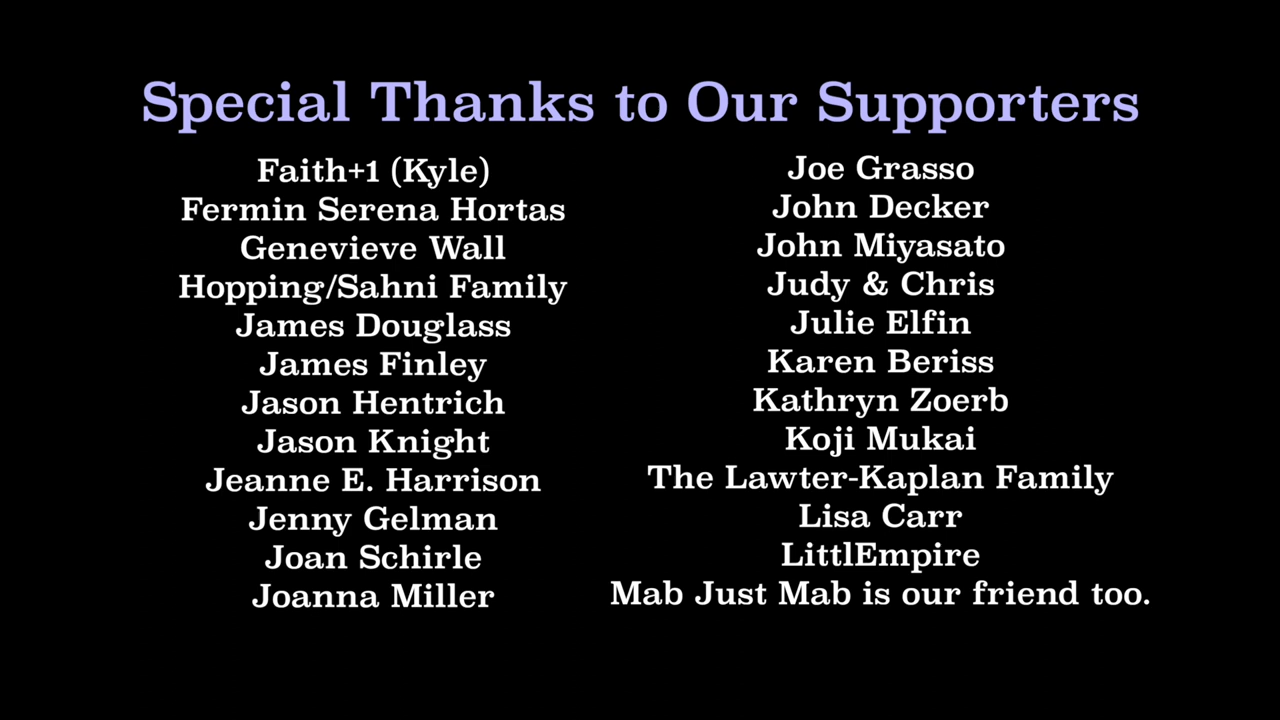 Special Thanks to Our Supporters
Faith+1 (Kyle)
Fermin Serena Hortas
Genevieve Wall
Hopping/Sahni Family
James Douglass
James Finley
Jason Hentrich
Jason Knight
Jeanne E. Harrison
Jenny Gelman
Joan Schirle
Joanna Miller
Joe Grasso
John Decker
John Miyasato
Judy & Chris
Julie Elfin
Karen Beriss
Kathryn Zoerb
Koji Mukai
The Lawter-Kaplan Family
Lisa Carr
LittlEmpire
Mab Just Mab is our friend too.